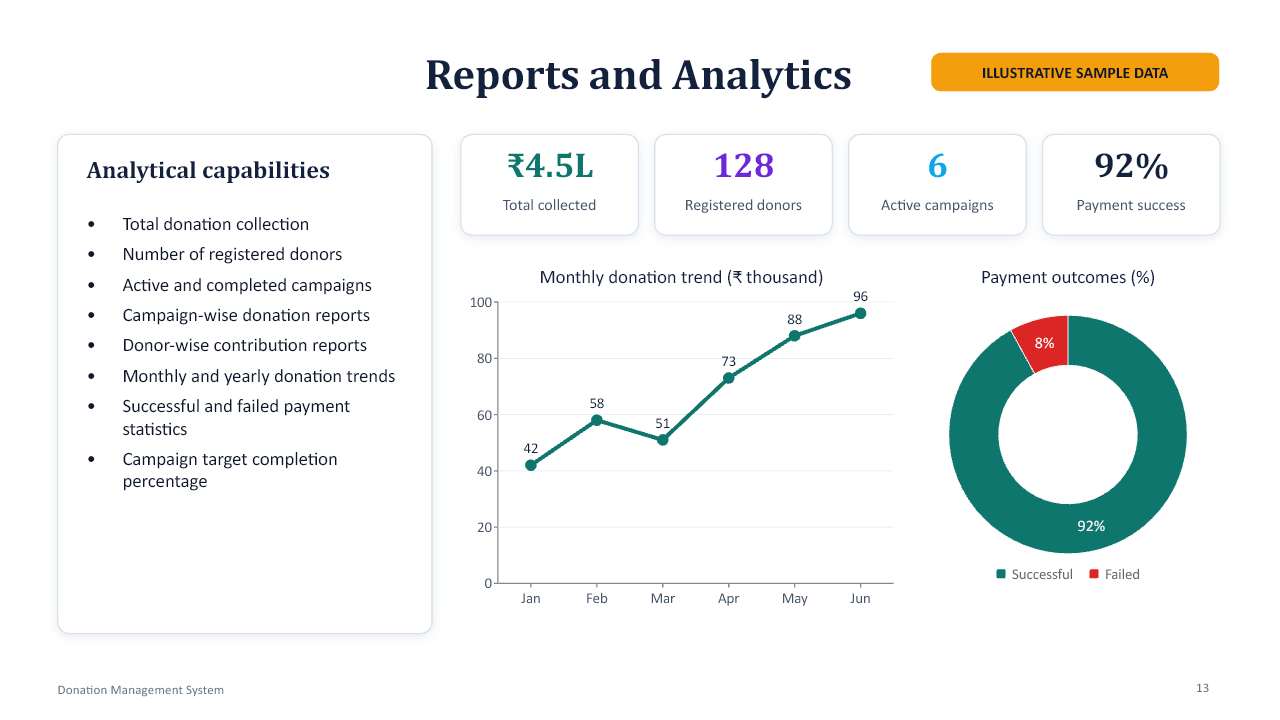 Reports and Analytics
ILLUSTRATIVE SAMPLE DATA
Analytical capabilities
• Total donation collection
• Number of registered donors
• Active and completed campaigns
• Campaign-wise donation reports
• Donor-wise contribution reports
• Monthly and yearly donation trends
• Successful and failed payment
statistics
• Campaign target completion
percentage
₹4.5L
Total collected
128
Registered donors
6
Active campaigns
92%
Payment success
Monthly donation trend (₹ thousand)
100
80
60
40
20
0
42
58
51
73
88
96
Jan Feb Mar Apr May Jun
Payment outcomes (%)
8%
92%
Successful Failed
Donation Management System
13